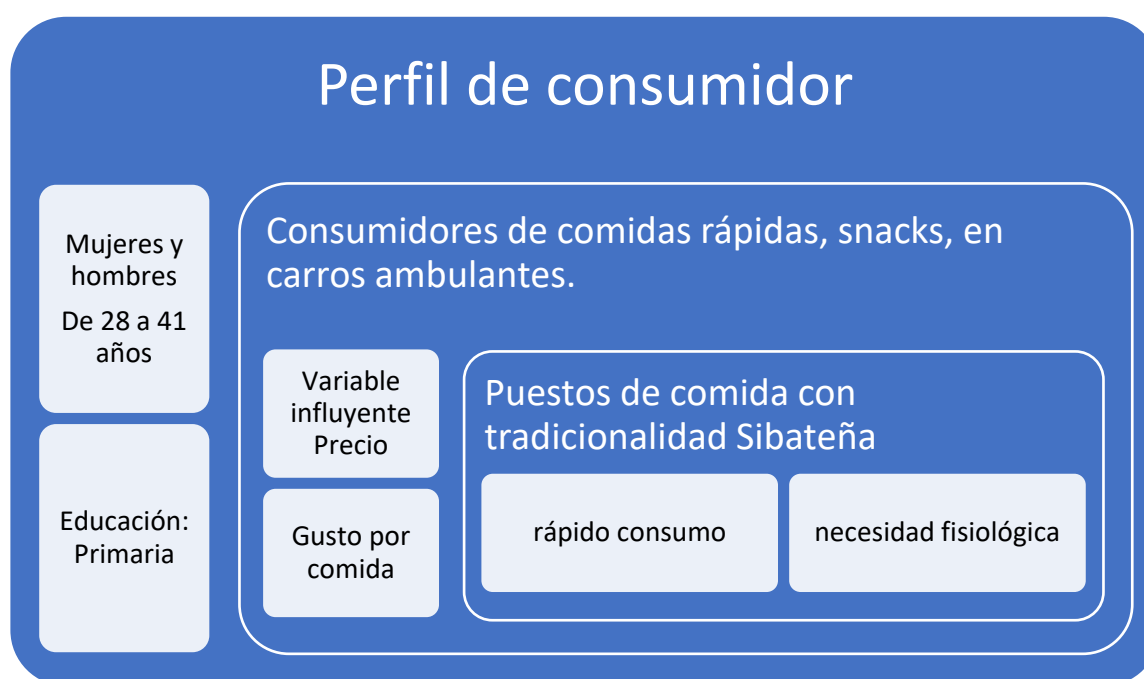 Perfil de consumidor
Mujeres y
hombres
De 28 a 41
años
Educación:
Primaria
Consumidores de comidas rápidas, snacks, en
carros ambulantes.
Variable
influyente
Precio
Gusto por
comida
Puestos de comida con
tradicionalidad Sibateña
rápido consumo
necesidad fisiológica